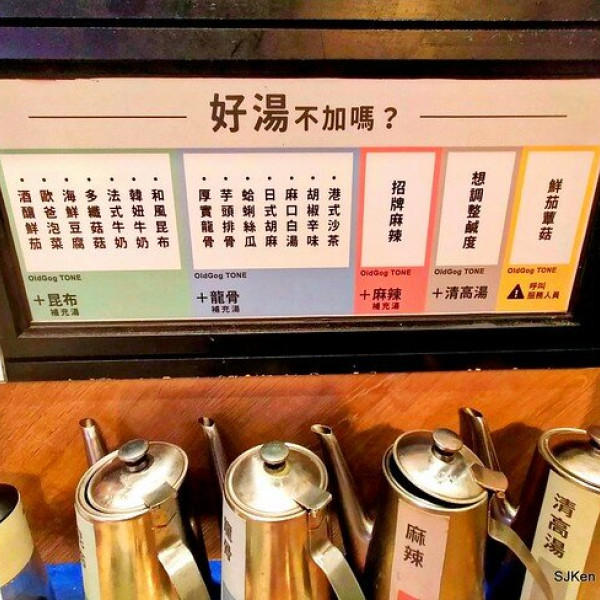 好湯不加嗎？
・和風昆布
・韓妞牛奶
・法式牛奶
・多纖菇菇
・海鮮豆腐
・歐爸泡菜
・酒釀鮮茄
OldGog TONE
＋昆布
補充湯
・港式沙茶
・胡椒辛味
・麻口白湯
・日式胡麻
・蛤蜊絲瓜
・芋頭排骨
・厚實龍骨
OldGog TONE
＋龍骨
補充湯
招牌麻辣
OldGog TONE
＋麻辣
補充湯
想調整鹹度
OldGog TONE
＋清高湯
鮮茄蕈菇
OldGog TONE
呼叫
服務人員
龍骨
麻辣
清高湯
SJKen